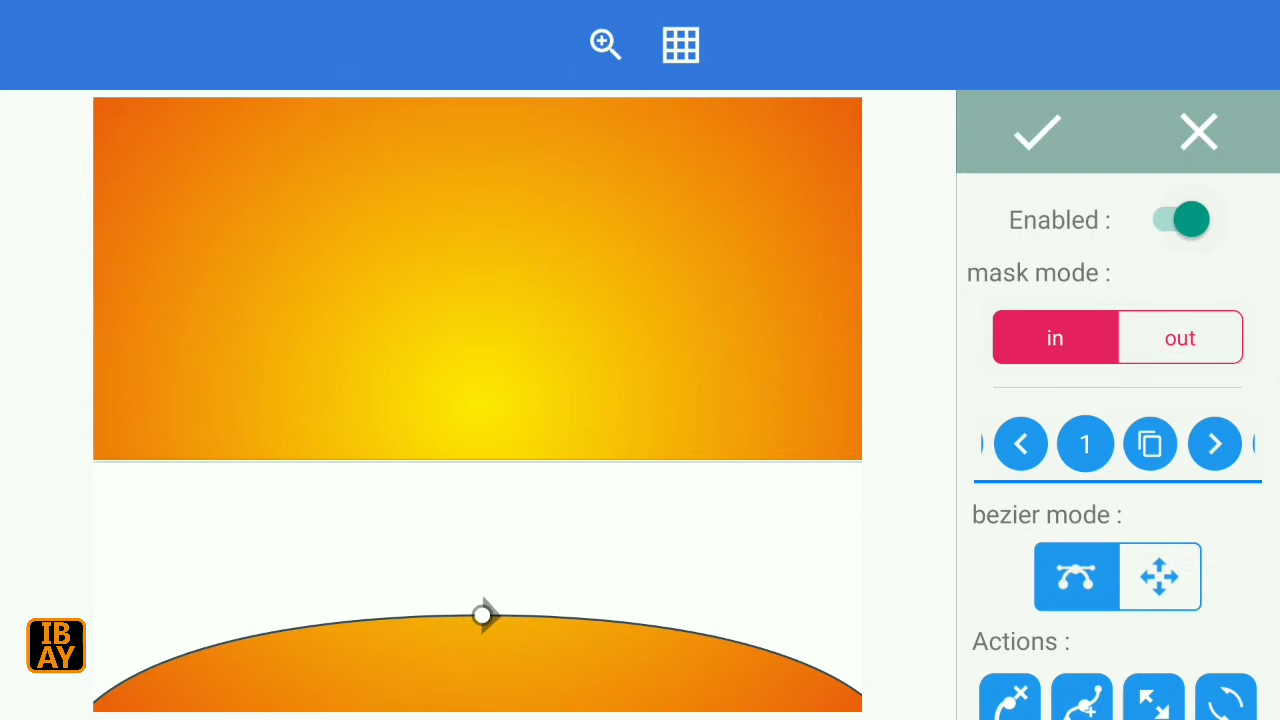 Enabled :
mask mode :
in out
1
bezier mode :
Actions :
IB
AY